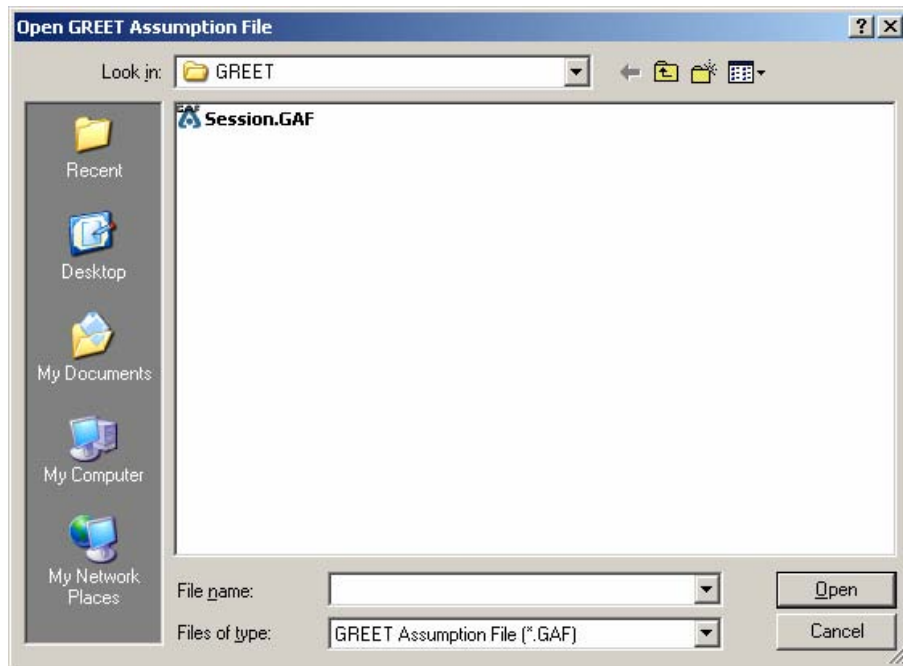 Open GREET Assumption File
Look in: GREET
GAF Session.GAF
Recent
Desktop
My Documents
My Computer
My Network
Places
File name:
Open
Files of type: GREET Assumption File (*.GAF)
Cancel